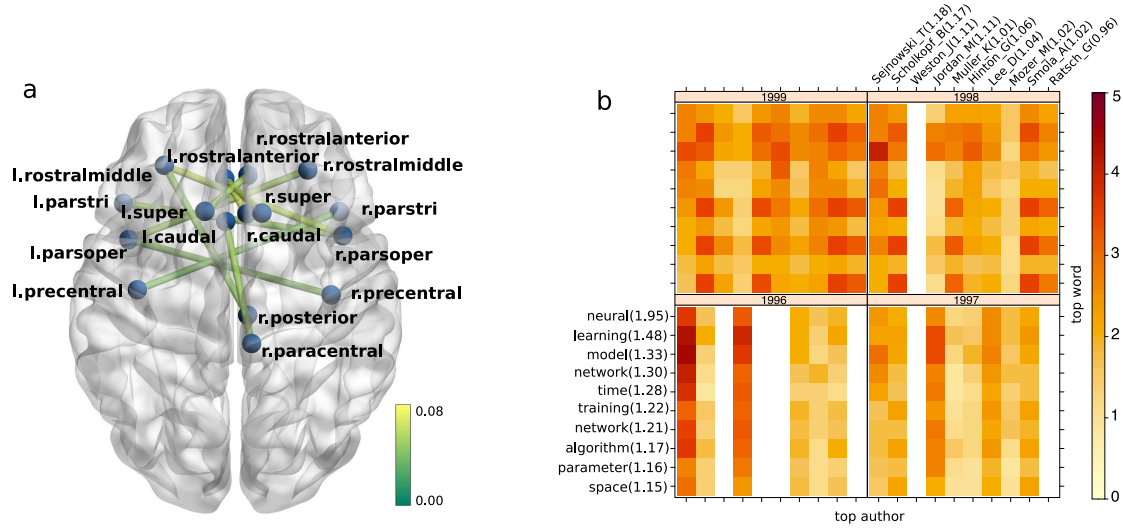 a
r.rostralanterior
l.rostralanterior
r.rostralmiddle
l.rostralmiddle
l.parstri
l.super
r.super
r.parstri
l.caudal
r.caudal
l.parsoper
r.parsoper
l.precentral
r.precentral
r.posterior
r.paracentral
0.08
0.00
b
Sejnowski_T(1.18)
Scholkopf_B(1.17)
Weston_J(1.11)
Jordan_M(1.11)
Muller_K(1.01)
Hinton_G(1.06)
Lee_D(1.04)
Mozer_M(1.02)
Smola_A(1.02)
Ratsch_G(0.96)
1999
1998
1996
1997
neural(1.95)
learning(1.48)
model(1.33)
network(1.30)
time(1.28)
training(1.22)
network(1.21)
algorithm(1.17)
parameter(1.16)
space(1.15)
top author
top word
5
4
3
2
1
0